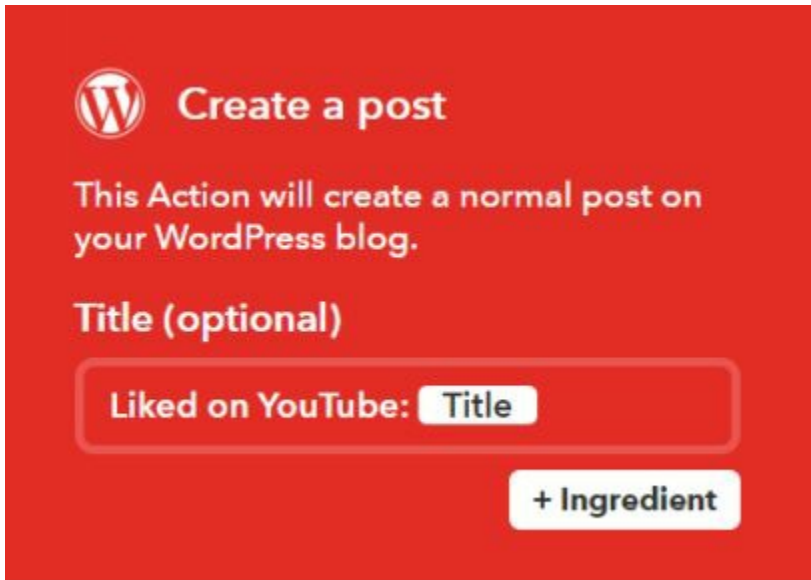 Create a post
This Action will create a normal post on
your WordPress blog.
Title (optional)
Liked on YouTube: Title
+ Ingredient